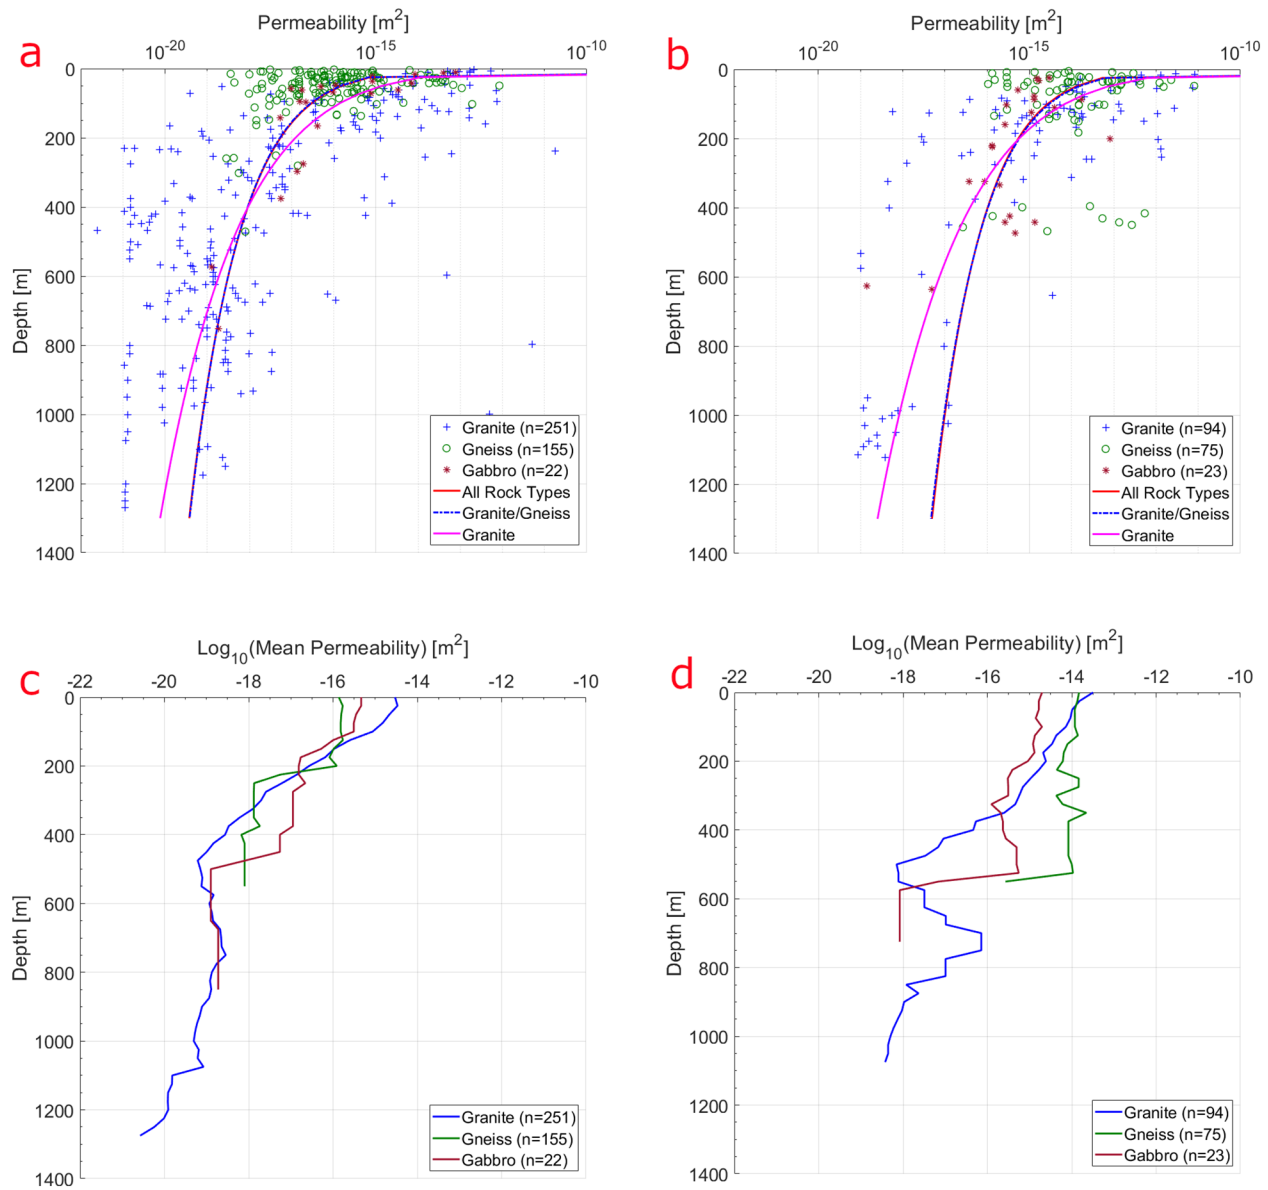 a
Permeability [m²]
10⁻²⁰ 10⁻¹⁵ 10⁻¹⁰
0
200
400
600
800
1000
1200
1400
Depth [m]
Granite (n=251)
Gneiss (n=155)
Gabbro (n=22)
All Rock Types
Granite/Gneiss
Granite
b
Permeability [m²]
10⁻²⁰ 10⁻¹⁵ 10⁻¹⁰
0
200
400
600
800
1000
1200
1400
Depth [m]
Granite (n=94)
Gneiss (n=75)
Gabbro (n=23)
All Rock Types
Granite/Gneiss
Granite
c
Log₁₀(Mean Permeability) [m²]
-22 -20 -18 -16 -14 -12 -10
0
200
400
600
800
1000
1200
1400
Depth [m]
Granite (n=251)
Gneiss (n=155)
Gabbro (n=22)
d
Log₁₀(Mean Permeability) [m²]
-22 -20 -18 -16 -14 -12 -10
0
200
400
600
800
1000
1200
1400
Depth [m]
Granite (n=94)
Gneiss (n=75)
Gabbro (n=23)